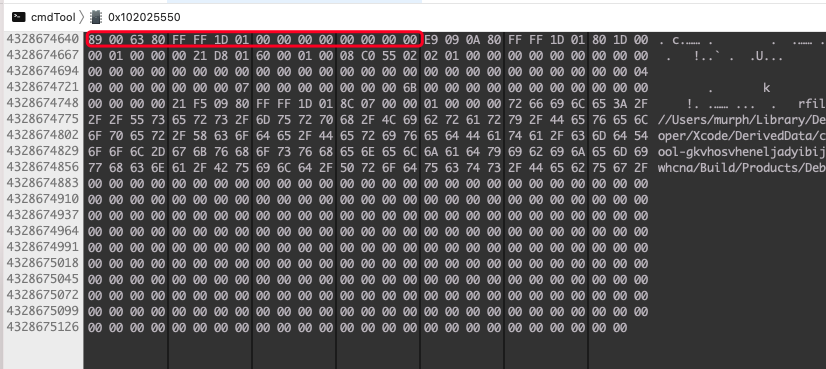 cmdTool 〉 0x102025550
4328674640 89 00 63 80 FF FF 1D 01 00 00 00 00 00 00 00 00 E9 09 0A 80 FF FF 1D 01 80 1D 00 . c.…… . .…… .
4328674667 00 01 00 00 00 21 D8 01 60 00 01 00 08 C0 55 02 02 01 00 00 00 00 00 00 00 00 00 . !..` . .U...
4328674694 00 00 00 00 00 00 00 00 00 00 00 00 00 00 00 00 00 00 00 00 00 00 00 00 00 00 04
4328674721 00 00 00 00 00 00 00 07 00 00 00 00 00 00 00 6B 00 00 00 00 00 00 00 00 00 00 00 . k
4328674748 00 00 00 00 21 F5 09 80 FF FF 1D 01 8C 07 00 00 01 00 00 00 72 66 69 6C 65 3A 2F !. .…… ... . rfil
4328674775 2F 2F 55 73 65 72 73 2F 6D 75 72 70 68 2F 4C 69 62 72 61 72 79 2F 44 65 76 65 6C //Users/murph/Library/De
4328674802 6F 70 65 72 2F 58 63 6F 64 65 2F 44 65 72 69 76 65 64 44 61 74 61 2F 63 6D 64 54 oper/Xcode/DerivedData/c
4328674829 6F 6F 6C 2D 67 6B 76 68 6F 73 76 68 65 6E 65 6C 6A 61 64 79 69 62 69 6A 65 6D 69 ool-gkvhosvheneljadyibij
4328674856 77 68 63 6E 61 2F 42 75 69 6C 64 2F 50 72 6F 64 75 63 74 73 2F 44 65 62 75 67 2F whcna/Build/Products/Deb
4328674883 00 00 00 00 00 00 00 00 00 00 00 00 00 00 00 00 00 00 00 00 00 00 00 00 00 00 00
4328674910 00 00 00 00 00 00 00 00 00 00 00 00 00 00 00 00 00 00 00 00 00 00 00 00 00 00 00
4328674937 00 00 00 00 00 00 00 00 00 00 00 00 00 00 00 00 00 00 00 00 00 00 00 00 00 00 00
4328674964 00 00 00 00 00 00 00 00 00 00 00 00 00 00 00 00 00 00 00 00 00 00 00 00 00 00 00
4328674991 00 00 00 00 00 00 00 00 00 00 00 00 00 00 00 00 00 00 00 00 00 00 00 00 00 00 00
4328675018 00 00 00 00 00 00 00 00 00 00 00 00 00 00 00 00 00 00 00 00 00 00 00 00 00 00 00
4328675045 00 00 00 00 00 00 00 00 00 00 00 00 00 00 00 00 00 00 00 00 00 00 00 00 00 00 00
4328675072 00 00 00 00 00 00 00 00 00 00 00 00 00 00 00 00 00 00 00 00 00 00 00 00 00 00 00
4328675099 00 00 00 00 00 00 00 00 00 00 00 00 00 00 00 00 00 00 00 00 00 00 00 00 00 00 00
4328675126 00 00 00 00 00 00 00 00 00 00 00 00 00 00 00 00 00 00 00 00 00 00 00 00 00 00